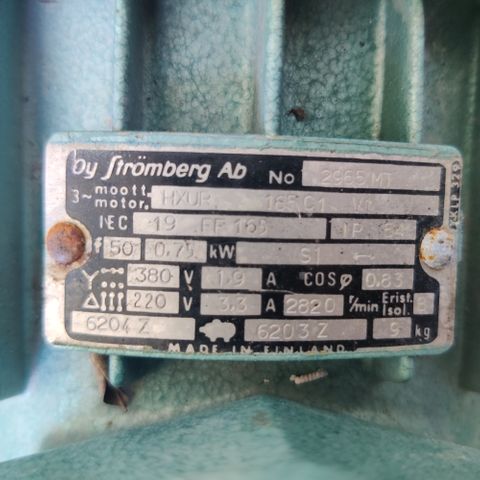 oy Strömberg Ab No 2965 MT
3~ moott. motor. HXUR 165 G1
IEC 19 FF 165 IP 54
f 50 0,75 kW S1
380 V 1,9 A COSφ 0,83
Δ 220 V 3,3 A 2820 r/min Erist. Isol.
6204 Z 6203 Z 9 kg
MADE IN FINLAND